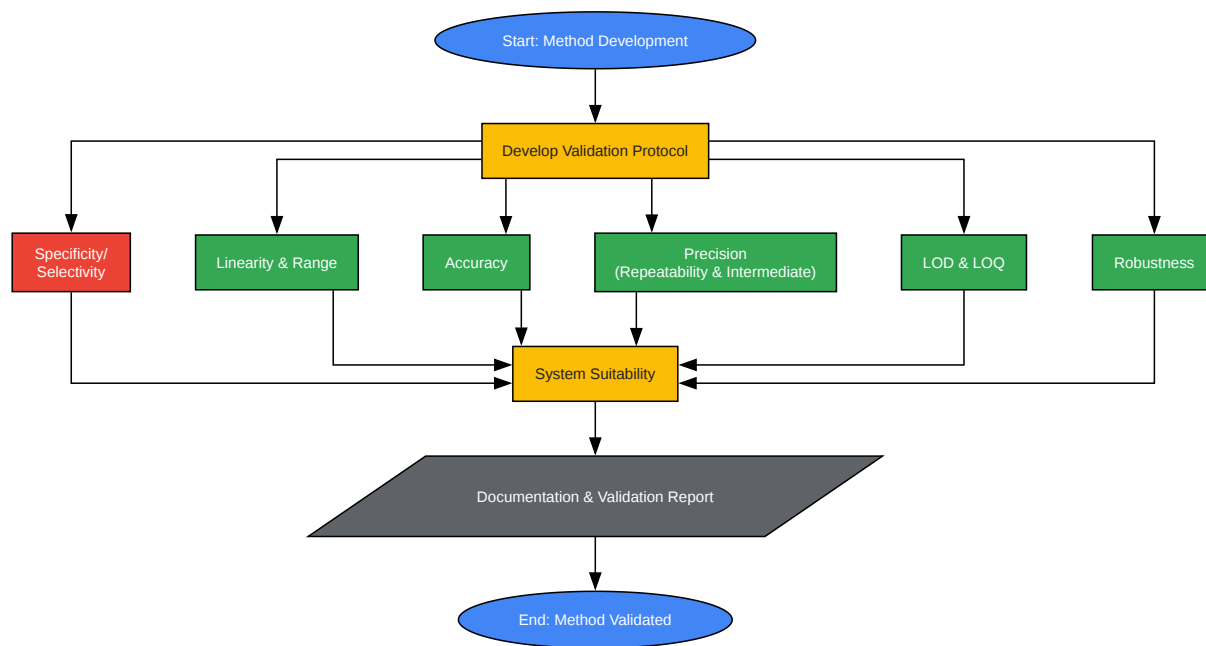 Start: Method Development
Develop Validation Protocol
Specificity/
Selectivity
Linearity & Range
Accuracy
Precision
(Repeatability & Intermediate)
LOD & LOQ
Robustness
System Suitability
Documentation & Validation Report
End: Method Validated